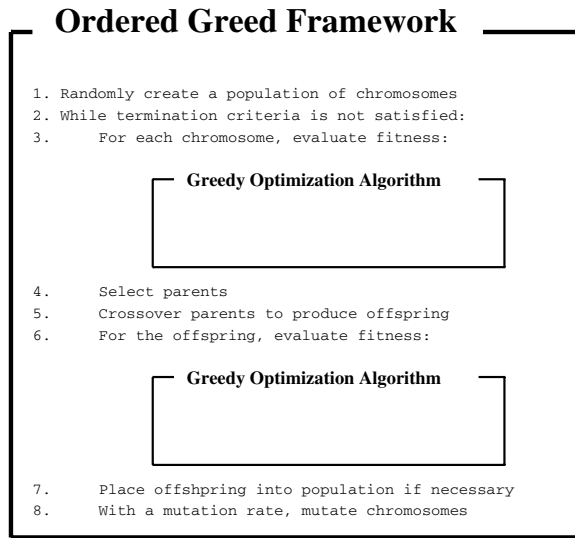 Ordered Greed Framework
1. Randomly create a population of chromosomes
2. While termination criteria is not satisfied:
3. For each chromosome, evaluate fitness:
Greedy Optimization Algorithm
4. Select parents
5. Crossover parents to produce offspring
6. For the offspring, evaluate fitness:
Greedy Optimization Algorithm
7. Place offshpring into population if necessary
8. With a mutation rate, mutate chromosomes